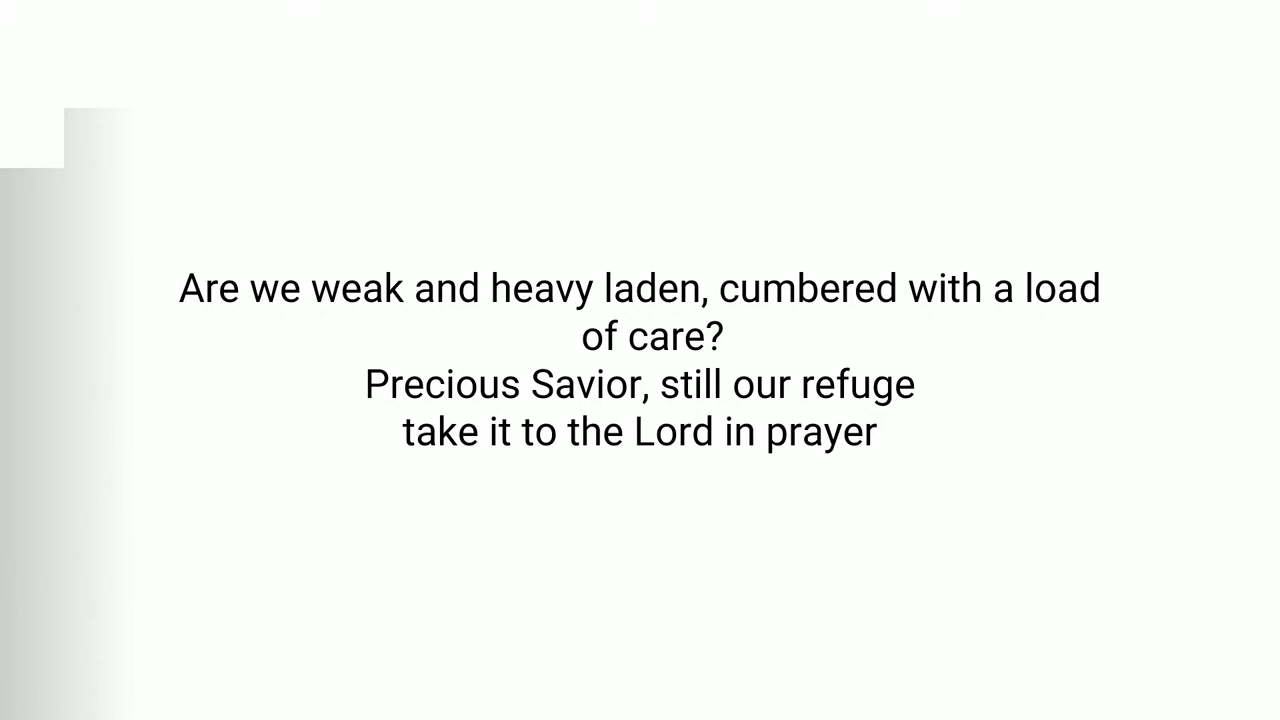 Are we weak and heavy laden, cumbered with a load
of care?
Precious Savior, still our refuge
take it to the Lord in prayer